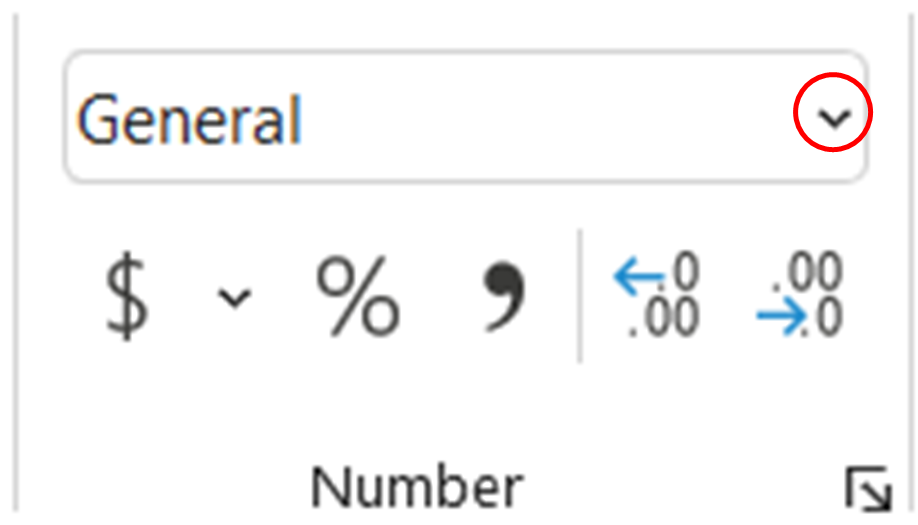 General
$ % , .0 .00
.00 .0
Number